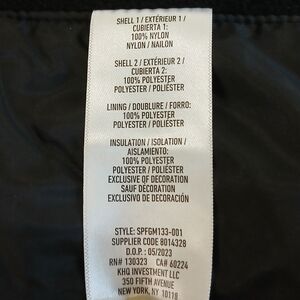 SHELL 1 / EXTÉRIEUR 1 /
CUBIERTA 1:
100% NYLON
NYLON / NAILON
SHELL 2 / EXTÉRIEUR 2 /
CUBIERTA 2:
100% POLYESTER
POLYESTER / POLIÉSTER
LINING / DOUBLURE / FORRO:
100% POLYESTER
POLYESTER / POLIÉSTER
INSULATION / ISOLATION /
AISLAMIENTO:
100% POLYESTER
POLYESTER / POLIÉSTER
EXCLUSIVE OF DECORATION
SAUF DÉCORATION
EXCLUSIVO DE DECORACIÓN
STYLE: SPFGM133-001
SUPPLIER CODE 8014328
D.O.P.: 05/2023
RN# 130323 CA# 60224
KHQ INVESTMENT LLC
350 FIFTH AVENUE
NEW YORK, NY 10118